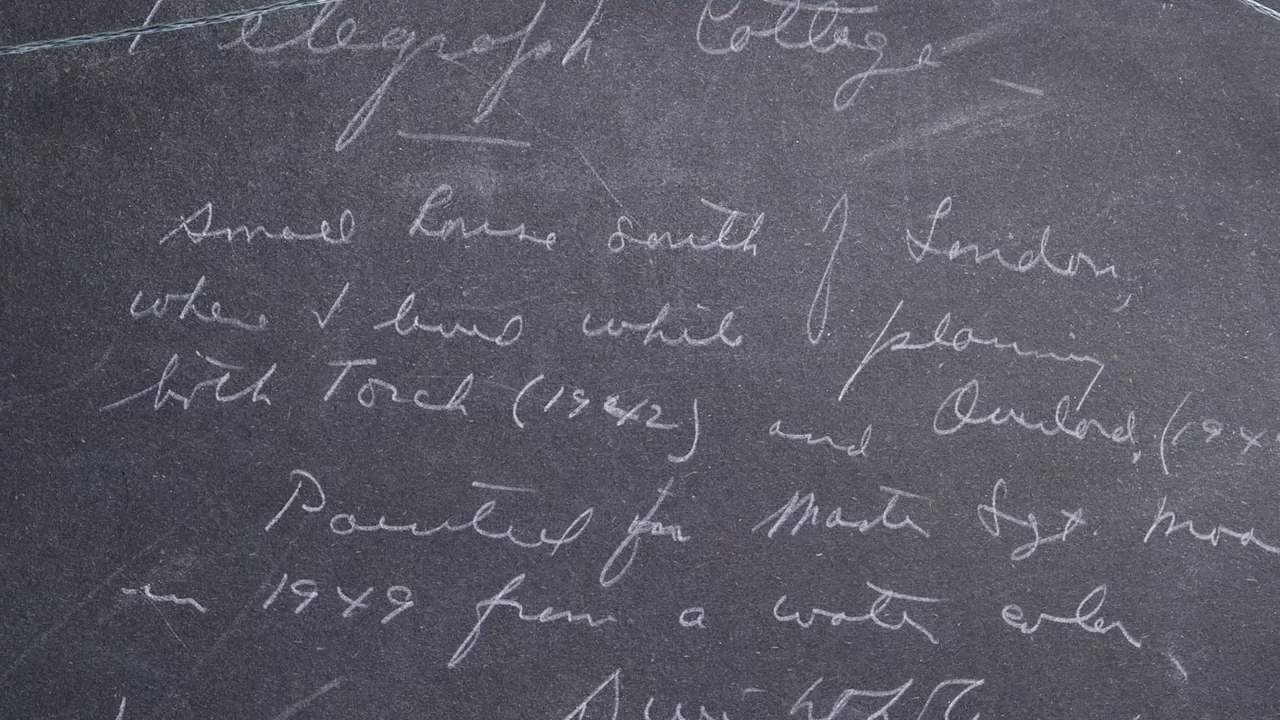 Telegraph Cottage
Small house south of London,
where I lived while planning
both Torch (1942) and Overlord, (194
Painted for Master Sgt. Moa
in 1949 from a water color